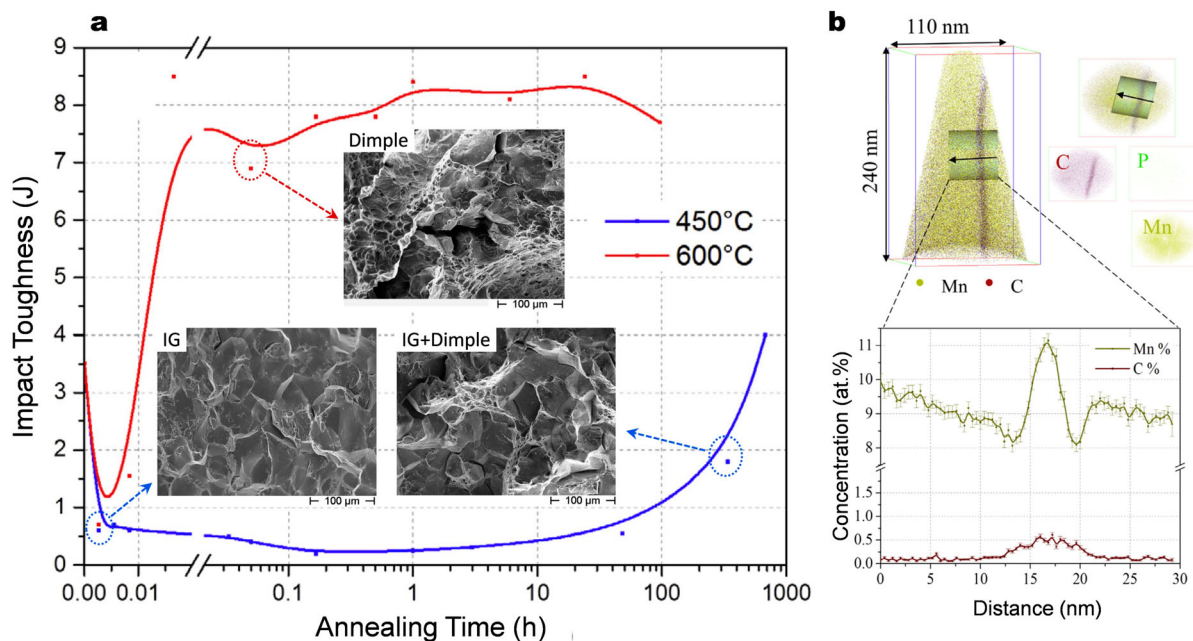 a
Impact Toughness (J)
9
8
7
6
5
4
3
2
1
0
0.00 0.01 0.1 1 10 100 1000
Annealing Time (h)
Dimple
100 µm
450°C
600°C
IG
100 µm
IG+Dimple
100 µm
b
110 nm
240 nm
C
P
Mn
Mn C
Concentration (at.%)
11
10
9
8
1.5
1.0
0.5
0.0
Mn %
C %
0 5 10 15 20 25 30
Distance (nm)